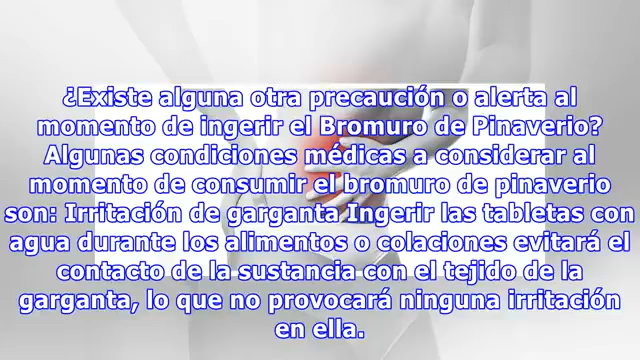 ¿Existe alguna otra precaución o alerta al
momento de ingerir el Bromuro de Pinaverio?
Algunas condiciones médicas a considerar al
momento de consumir el bromuro de pinaverio
son: Irritación de garganta Ingerir las tabletas con
agua durante los alimentos o colaciones evitará el
contacto de la sustancia con el tejido de la
garganta, lo que no provocará ninguna irritación
en ella.